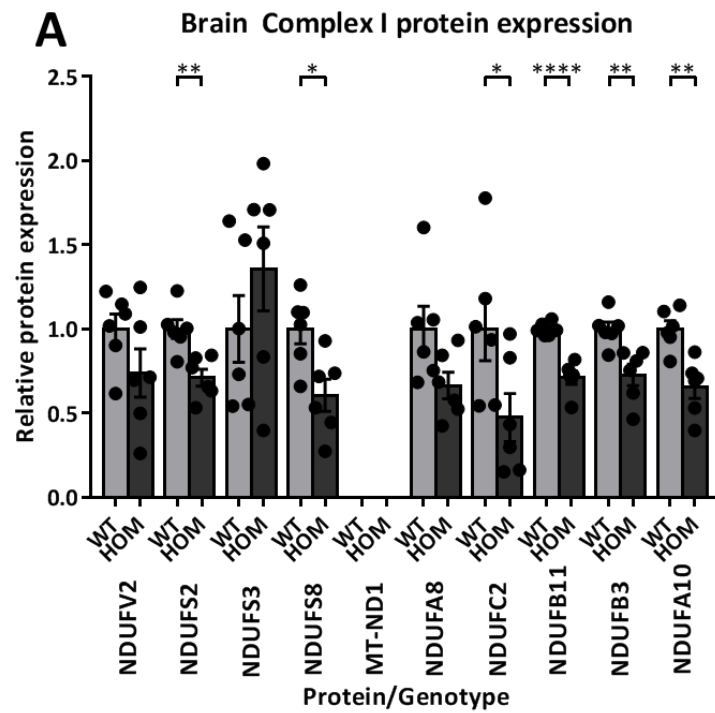 A
Brain Complex I protein expression
** * * **** ** **
2.5
2.0
1.5
1.0
0.5
0.0
Relative protein expression
WT HOM WT HOM WT HOM WT HOM WT HOM WT HOM WT HOM WT HOM WT HOM WT HOM
NDUFV2 NDUFS2 NDUFS3 NDUFS8 MT-ND1 NDUFA8 NDUFC2 NDUFB11 NDUFB3 NDUFA10
Protein/Genotype